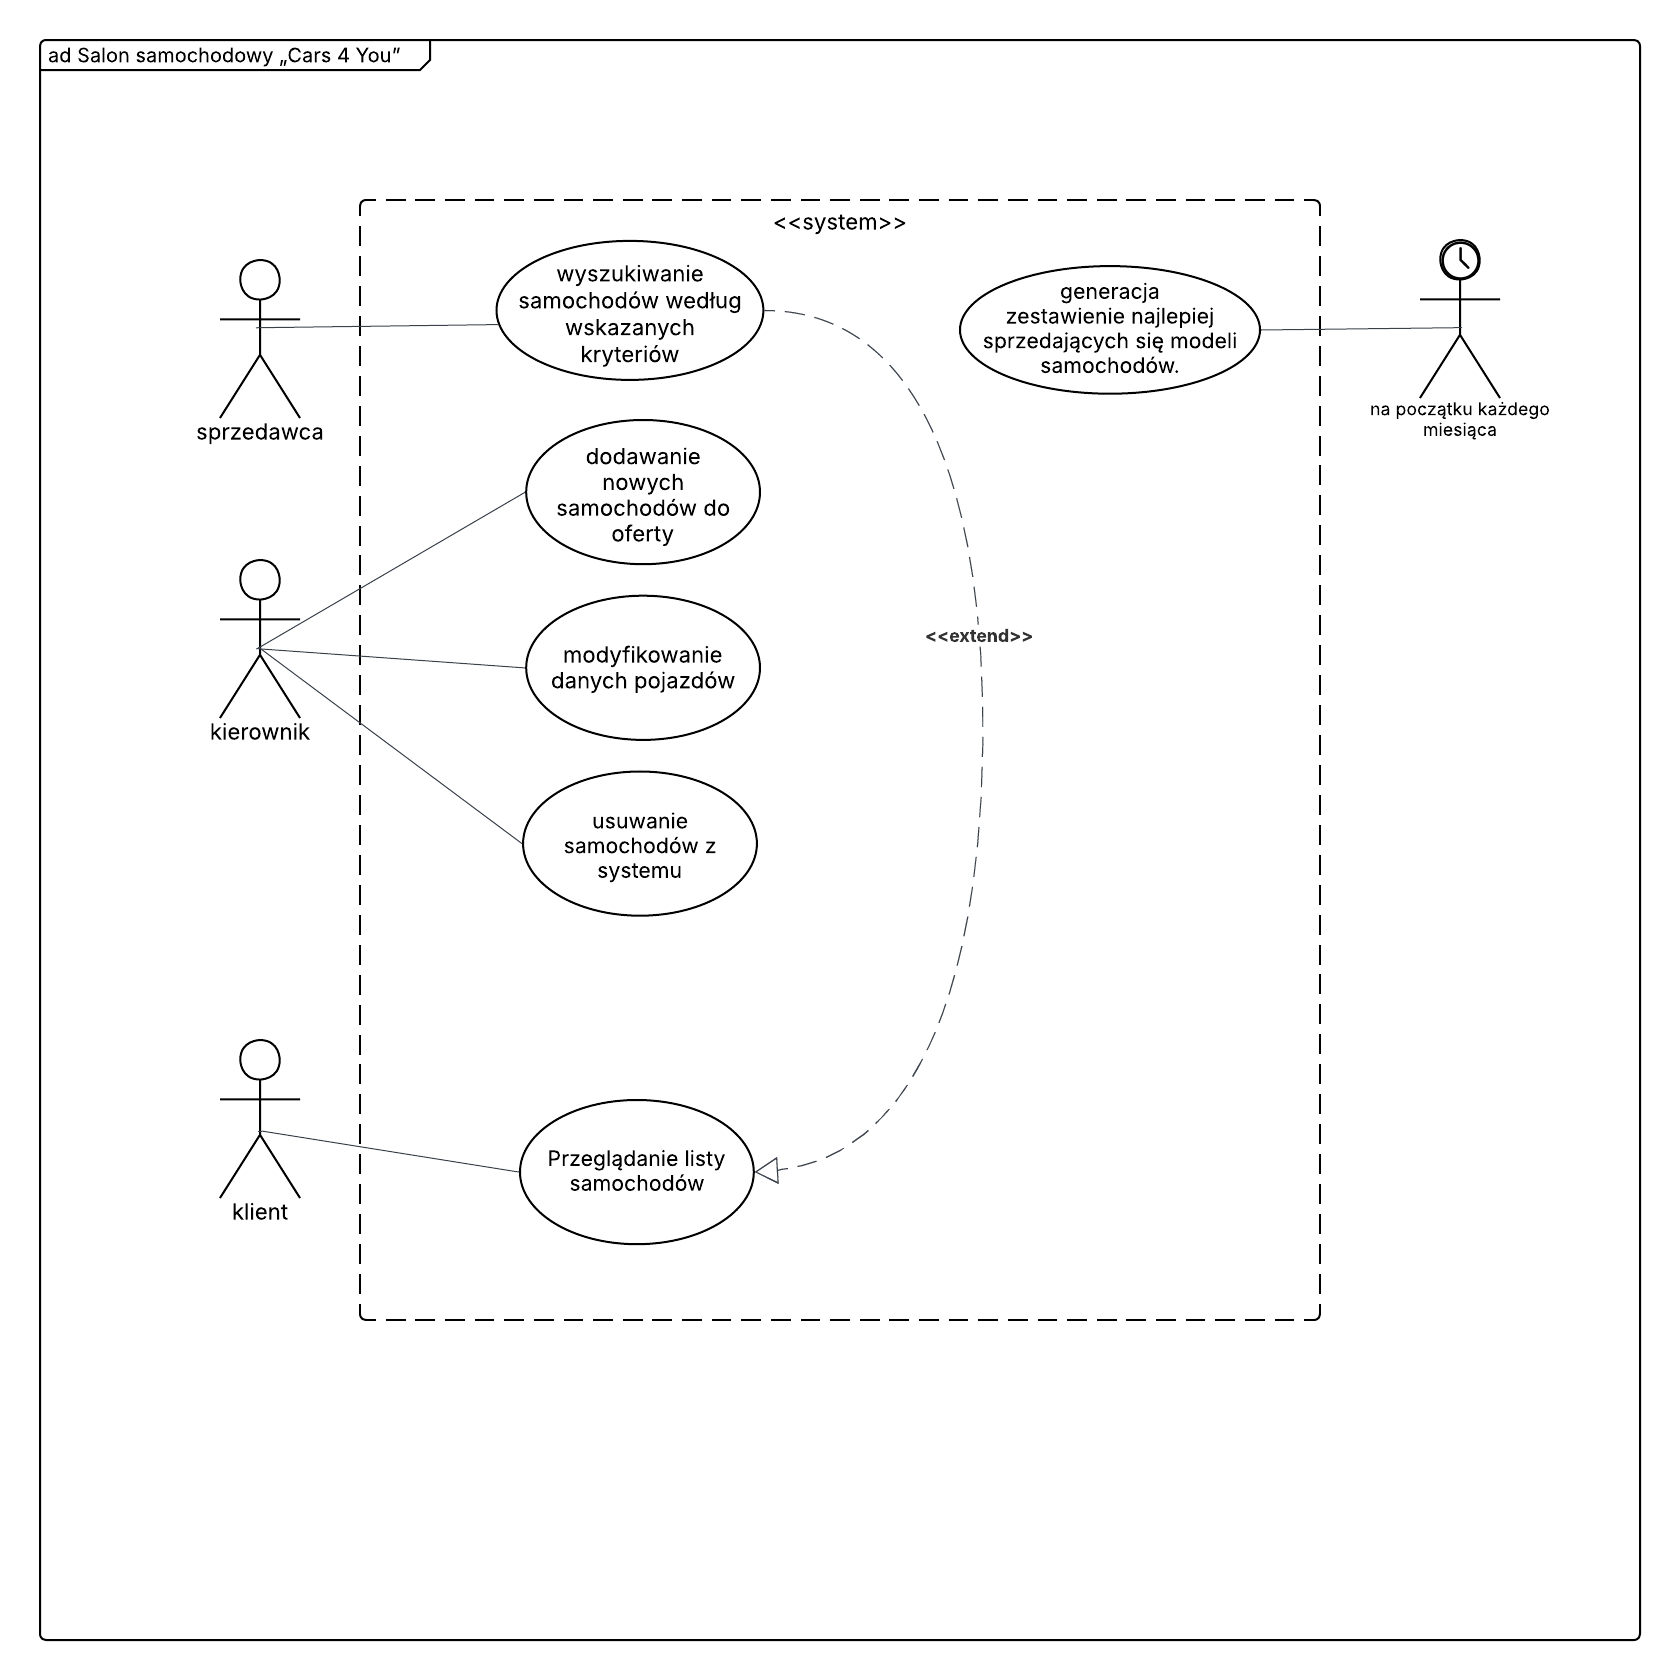 ad Salon samochodowy „Cars 4 You”
<<system>>
wyszukiwanie
samochodów według
wskazanych
kryteriów
generacja
zestawienie najlepiej
sprzedających się modeli
samochodów.
sprzedawca
na początku każdego
miesiąca
dodawanie
nowych
samochodów do
oferty
<<extend>>
modyfikowanie
danych pojazdów
kierownik
usuwanie
samochodów z
systemu
Przeglądanie listy
samochodów
klient